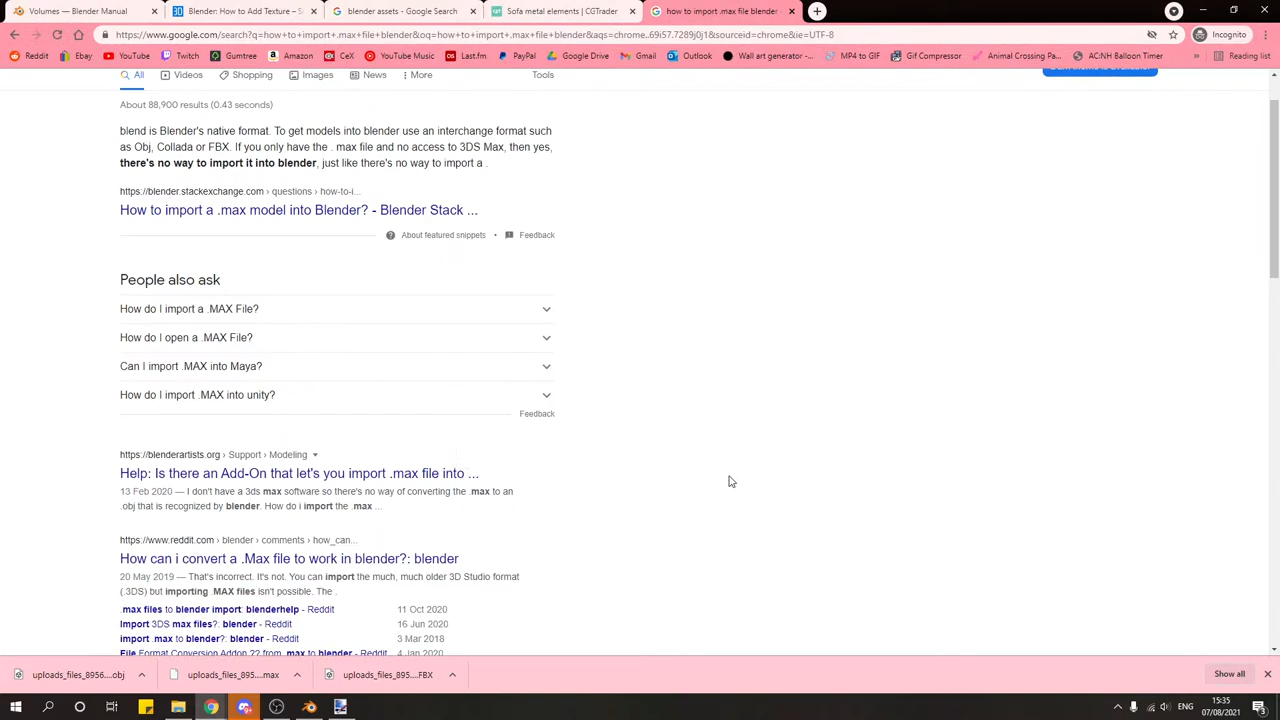 Volumes — Blender Manual
Blender: How to Add Texture – S
blender assets - Google Search
Sofa metal elements | CGTrader
how to import .max file blender
Incognito
https://www.google.com/search?q=how+to+import+.max+file+blender&oq=how+to+import+.max+file+blender&aqs=chrome..69i57.7289j0j1&sourceid=chrome&ie=UTF-8
Incognito
Reddit
Ebay
YouTube
Twitch
Gumtree
Amazon
CeX
YouTube Music
Last.fm
PayPal
Google Drive
Gmail
Outlook
Wall art generator -...
MP4 to GIF
Gif Compressor
Animal Crossing Pa...
AC:NH Balloon Timer
»
Reading list
All
Videos
Shopping
Images
News
More
Tools
About 88,900 results (0.43 seconds)
blend is Blender's native format. To get models into blender use an interchange format such
as Obj, Collada or FBX. If you only have the . max file and no access to 3DS Max, then yes,
there's no way to import it into blender, just like there's no way to import a .
https://blender.stackexchange.com › questions › how-to-i...
How to import a .max model into Blender? - Blender Stack ...
About featured snippets
•
Feedback
People also ask
How do I import a .MAX File?
How do I open a .MAX File?
Can I import .MAX into Maya?
How do I import .MAX into unity?
Feedback
https://blenderartists.org › Support › Modeling
Help: Is there an Add-On that let's you import .max file into ...
13 Feb 2020 — I don't have a 3ds max software so there's no way of converting the .max to an
.obj that is recognized by blender. How do i import the .max ...
https://www.reddit.com › blender › comments › how_can...
How can i convert a .Max file to work in blender?: blender
20 May 2019 — That's incorrect. It's not. You can import the much, much older 3D Studio format
(.3DS) but importing .MAX files isn't possible. The .
.max files to blender import: blenderhelp - Reddit
11 Oct 2020
Import 3DS max files?: blender - Reddit
16 Jun 2020
import .max to blender?: blender - Reddit
3 Mar 2018
File Format Conversion Addon ?? from .max to blender - Reddit
4 Jan 2020
uploads_files_8956....obj
uploads_files_895....max
uploads_files_895....FBX
Show all
ENG
15:35
07/08/2021
3